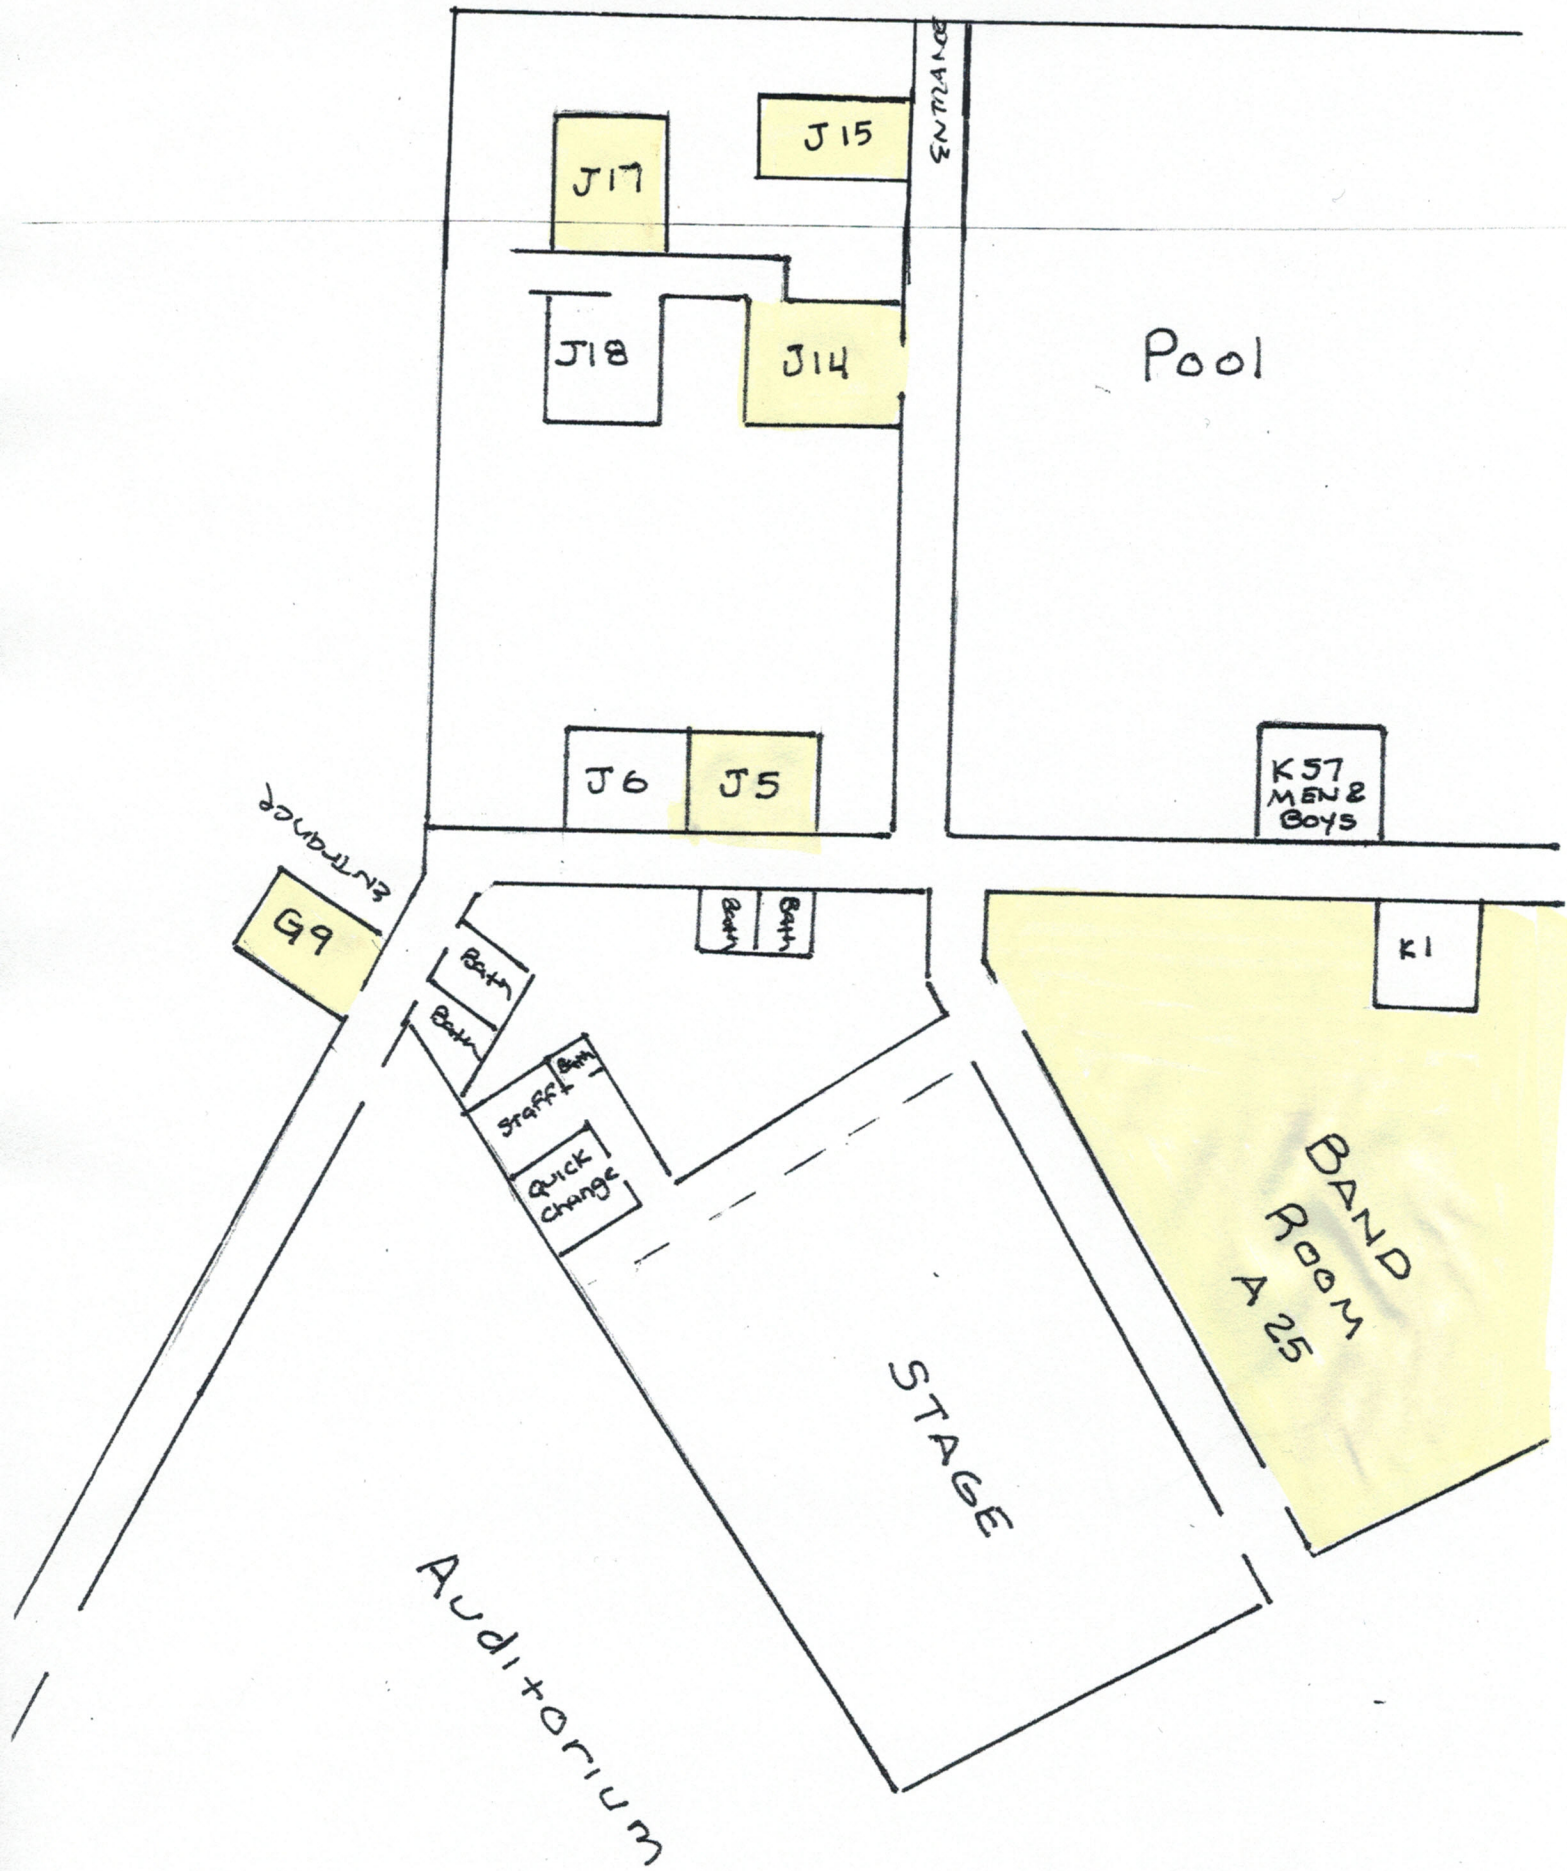 ENTRANCE
J15
J17
J18
J14
Pool
J6
J5
K57
MEN &
Boys
ENTrance
G9
Bath
Bath
Bath
Bath
K1
Bath
Staff
Quick
Change
BAND
ROOM
A 25
STAGE
Auditorium